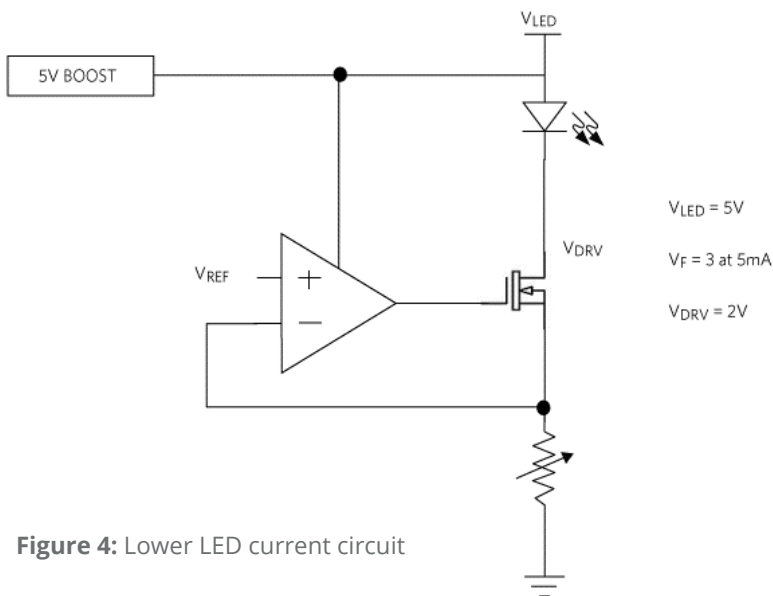 VLED
5V BOOST
VDRV
VLED = 5V
VREF
+
VF = 3 at 5mA
−
VDRV = 2V
Figure 4: Lower LED current circuit